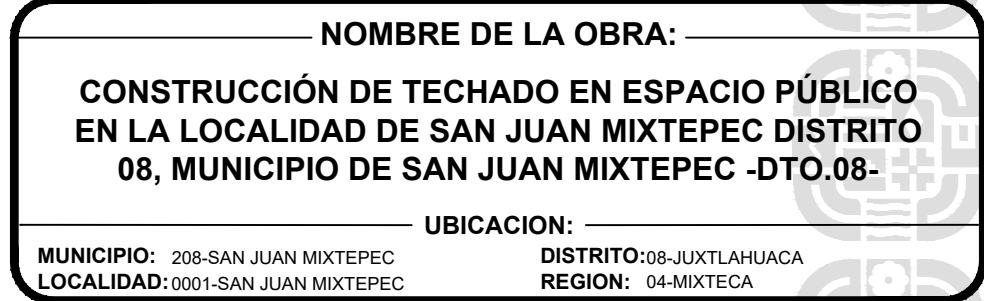 NOMBRE DE LA OBRA:
CONSTRUCCIÓN DE TECHADO EN ESPACIO PÚBLICO
EN LA LOCALIDAD DE SAN JUAN MIXTEPEC DISTRITO
08, MUNICIPIO DE SAN JUAN MIXTEPEC -DTO.08-
UBICACION:
MUNICIPIO: 208-SAN JUAN MIXTEPEC DISTRITO:08-JUXTLAHUACA
LOCALIDAD:0001-SAN JUAN MIXTEPEC REGION: 04-MIXTECA